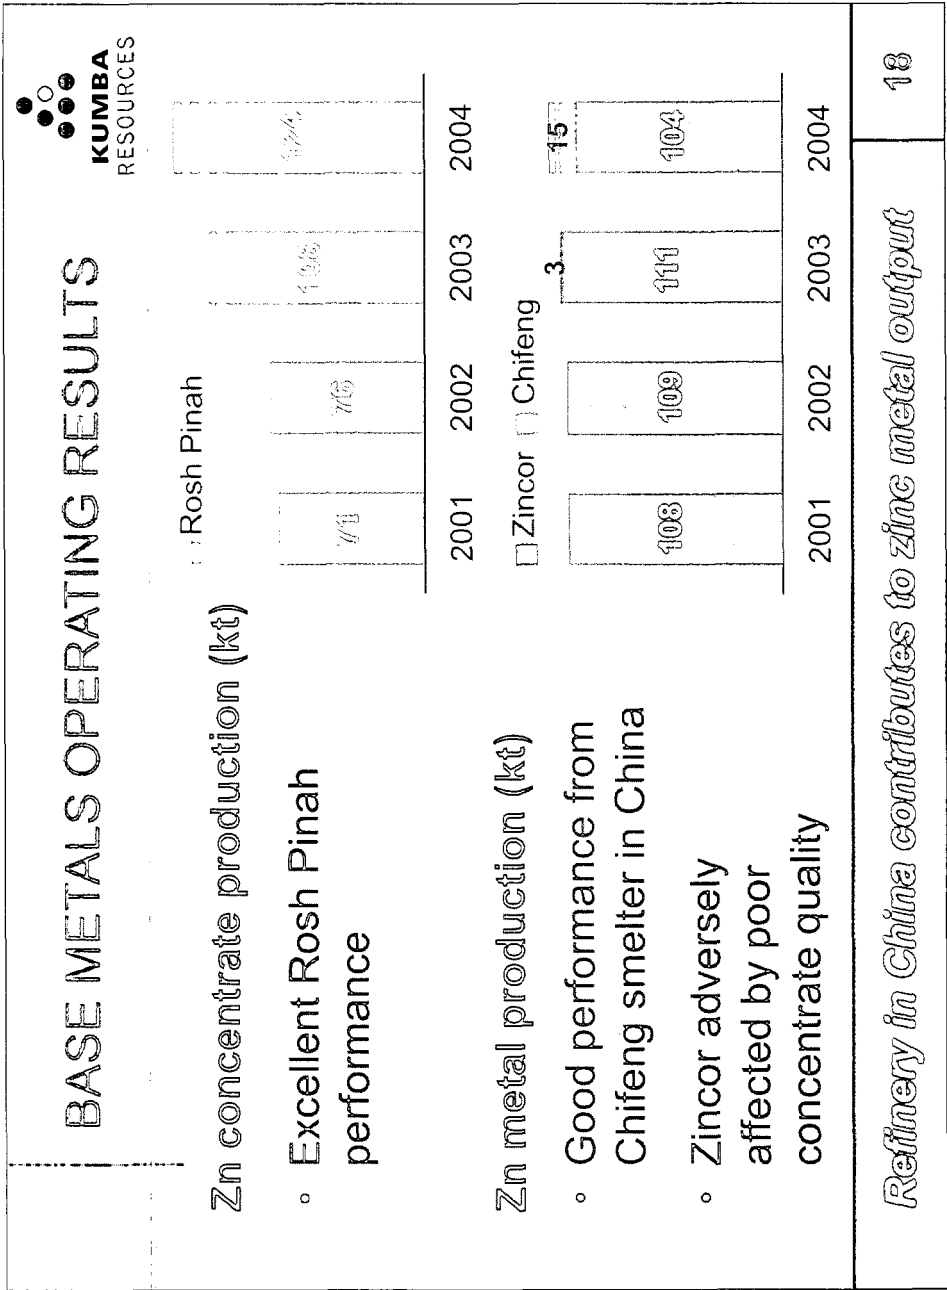 BASE METALS OPERATING RESULTS
KUMBA
RESOURCES
Zn concentrate production (kt)
Excellent Rosh Pinah
performance
Rosh Pinah
71 76
2001 2002 2003 2004
Zn metal production (kt)
Good performance from
Chifeng smelter in China
Zincor adversely
affected by poor
concentrate quality
Zincor Chifeng
3 15
108 109 111 104
2001 2002 2003 2004
Refinery in China contributes to zinc metal output
18